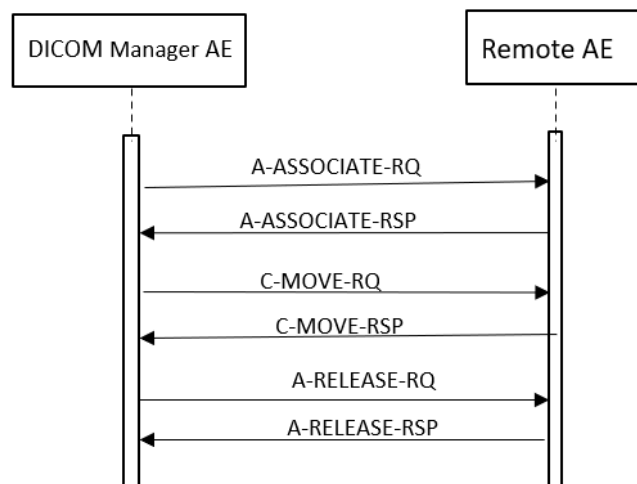 DICOM Manager AE
Remote AE
A-ASSOCIATE-RQ
A-ASSOCIATE-RSP
C-MOVE-RQ
C-MOVE-RSP
A-RELEASE-RQ
A-RELEASE-RSP